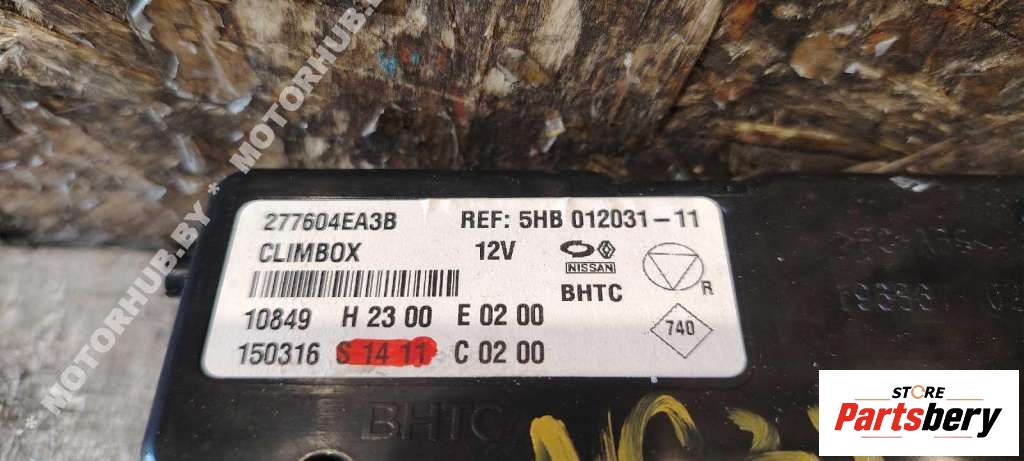 MOTORHUB.BY * MOTORHUB.BY
277604EA3B REF: 5HB 012031-11
CLIMBOX 12V
NISSAN
BHTC
R
10849 H 23 00 E 02 00
740
150316 S 14 11 C 02 00
BHTC
STORE
Partsbery